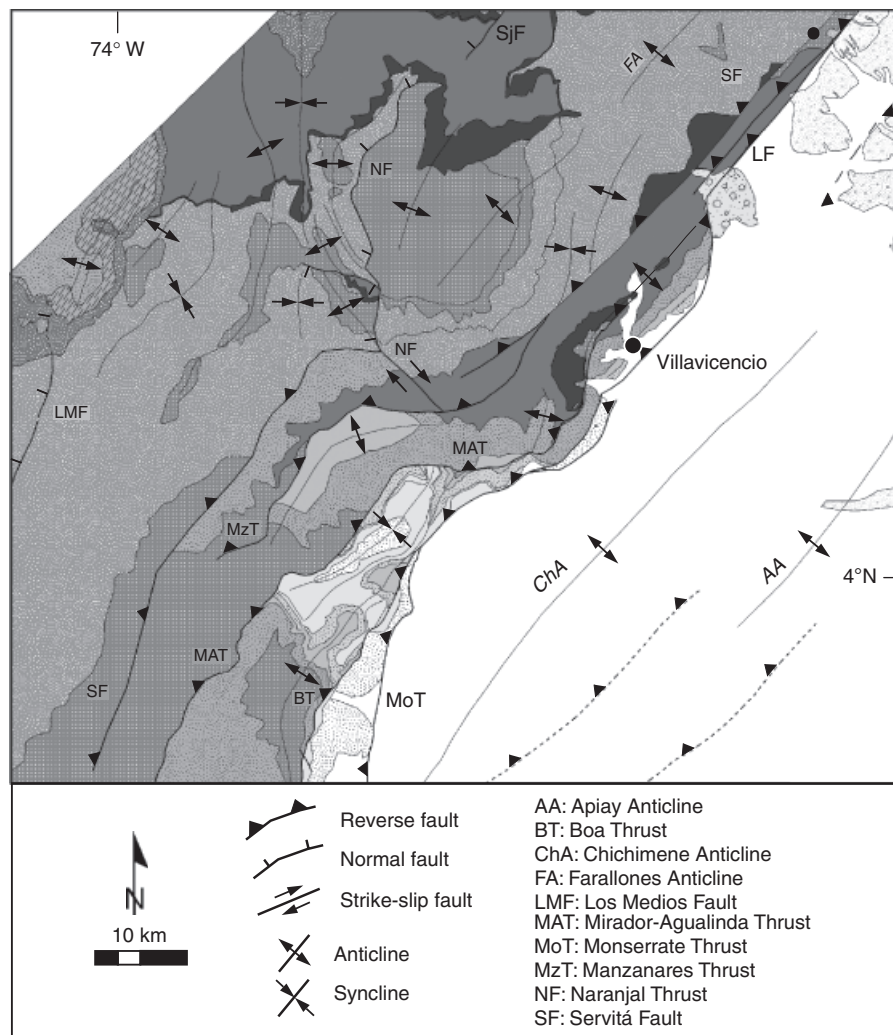 74° W
SjF
FA
SF
NF
LF
Villavicencio
NF
LMF
MAT
MzT
ChA
AA
4°N
MAT
SF
BT
MoT
N
10 km
Reverse fault
Normal fault
Strike-slip fault
Anticline
Syncline
AA: Apiay Anticline
BT: Boa Thrust
ChA: Chichimene Anticline
FA: Farallones Anticline
LMF: Los Medios Fault
MAT: Mirador-Agualinda Thrust
MoT: Monserrate Thrust
MzT: Manzanares Thrust
NF: Naranjal Thrust
SF: Servitá Fault